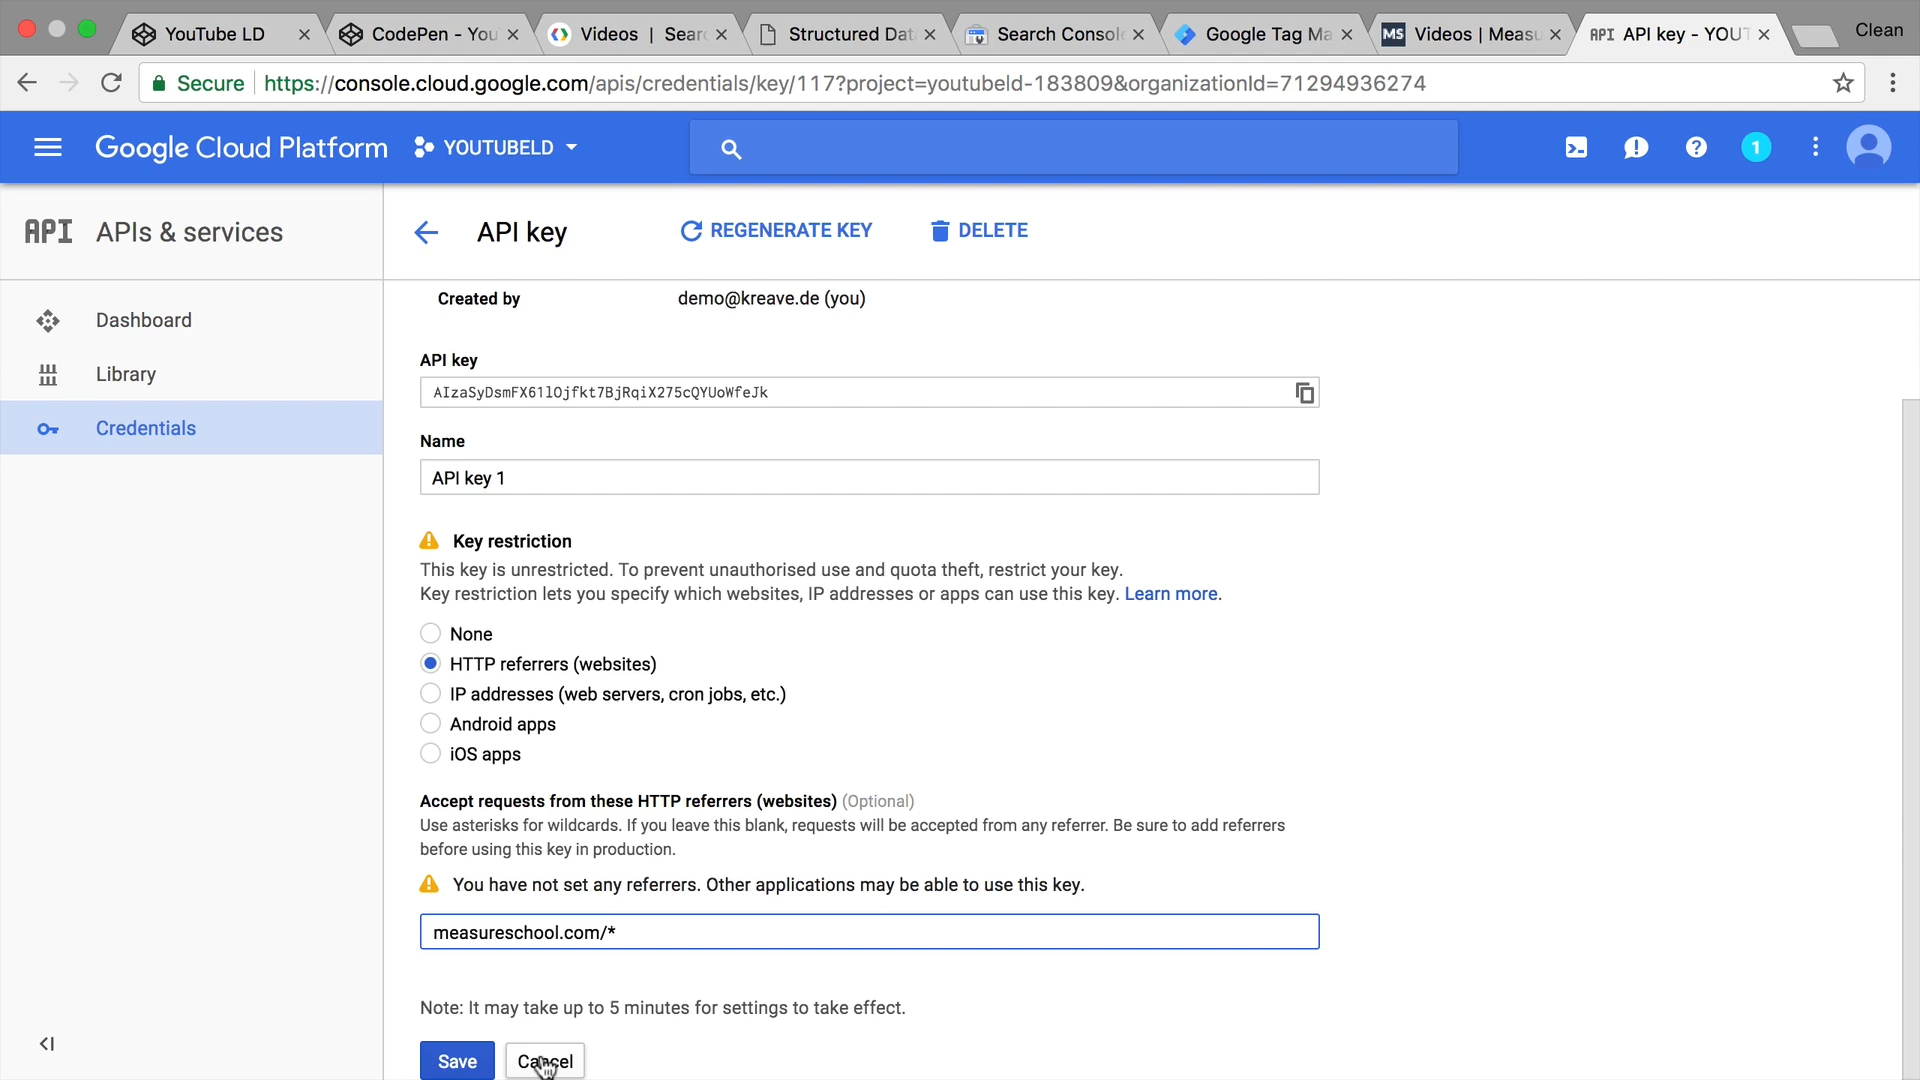 YouTube LD
CodePen - You
Videos | Sear
Structured Dat
Search Consol
Google Tag Ma
MS Videos | Measu
API API key - YOUT
Clean
Secure https://console.cloud.google.com/apis/credentials/key/117?project=youtubeld-183809&organizationId=71294936274
Google Cloud Platform
YOUTUBELD
1
API APIs & services
API key
REGENERATE KEY
DELETE
Dashboard
Library
Credentials
Created by demo@kreave.de (you)
API key
AIzaSyDsmFX61lOjfkt7BjRqiX275cQYUoWfeJk
Name
API key 1
Key restriction
This key is unrestricted. To prevent unauthorised use and quota theft, restrict your key.
Key restriction lets you specify which websites, IP addresses or apps can use this key. Learn more.
None
HTTP referrers (websites)
IP addresses (web servers, cron jobs, etc.)
Android apps
iOS apps
Accept requests from these HTTP referrers (websites) (Optional)
Use asterisks for wildcards. If you leave this blank, requests will be accepted from any referrer. Be sure to add referrers
before using this key in production.
You have not set any referrers. Other applications may be able to use this key.
measureschool.com/*
Note: It may take up to 5 minutes for settings to take effect.
Save
Cancel